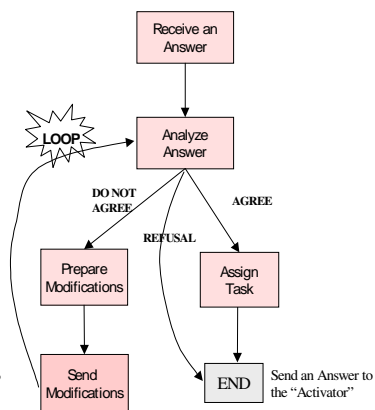 Receive an
Answer
LOOP
Analyze
Answer
DO NOT
AGREE
AGREE
REFUSAL
Prepare
Modifications
Assign
Task
Send
Modifications
END
Send an Answer to
the “Activator”